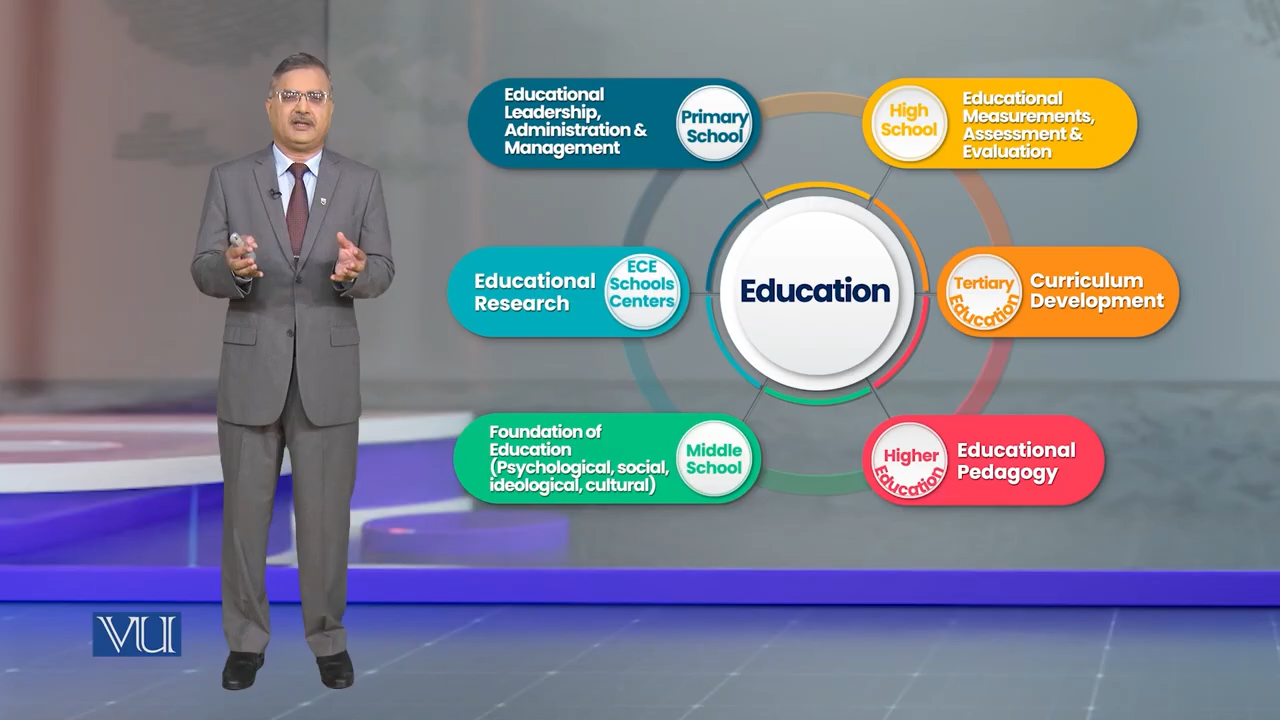 Educational
Leadership,
Administration &
Management
Primary
School
High
School
Educational
Measurements,
Assessment &
Evaluation
Educational
Research
ECE
Schools
Centers
Education
Tertiary
Education
Curriculum
Development
Foundation of
Education
(Psychological, social,
ideological, cultural)
Middle
School
Higher
Education
Educational
Pedagogy
VU